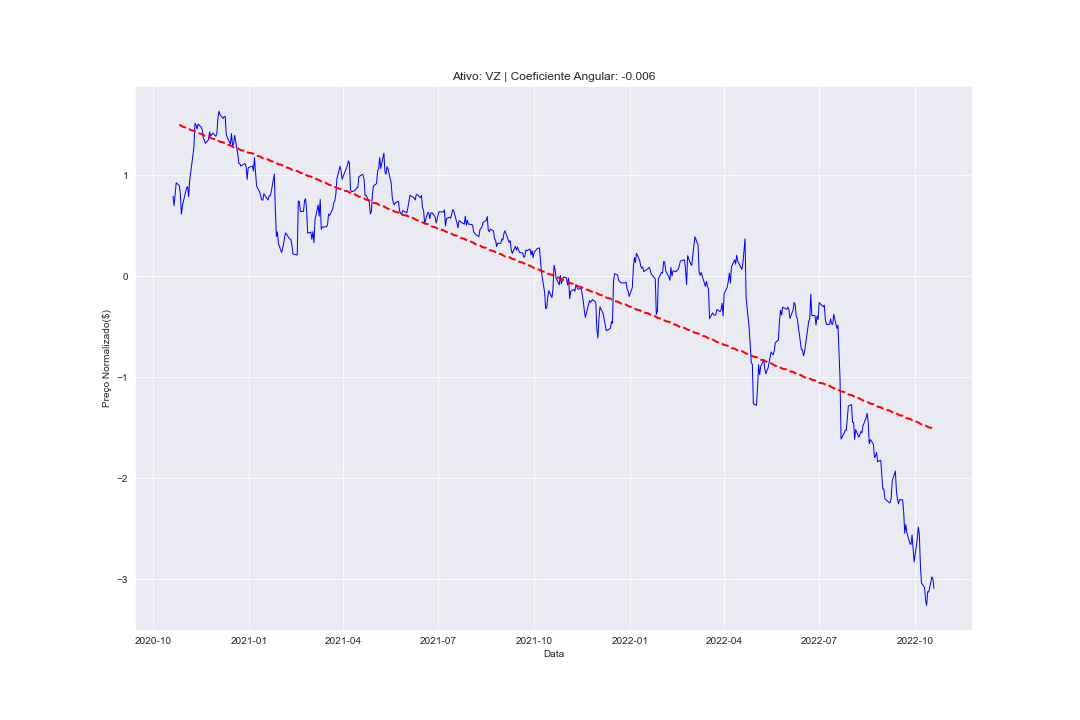 Ativo: VZ | Coeficiente Angular: -0.006
Preço Normalizado($)
1
0
−1
−2
−3
2020-10 2021-01 2021-04 2021-07 2021-10 2022-01 2022-04 2022-07 2022-10
Data